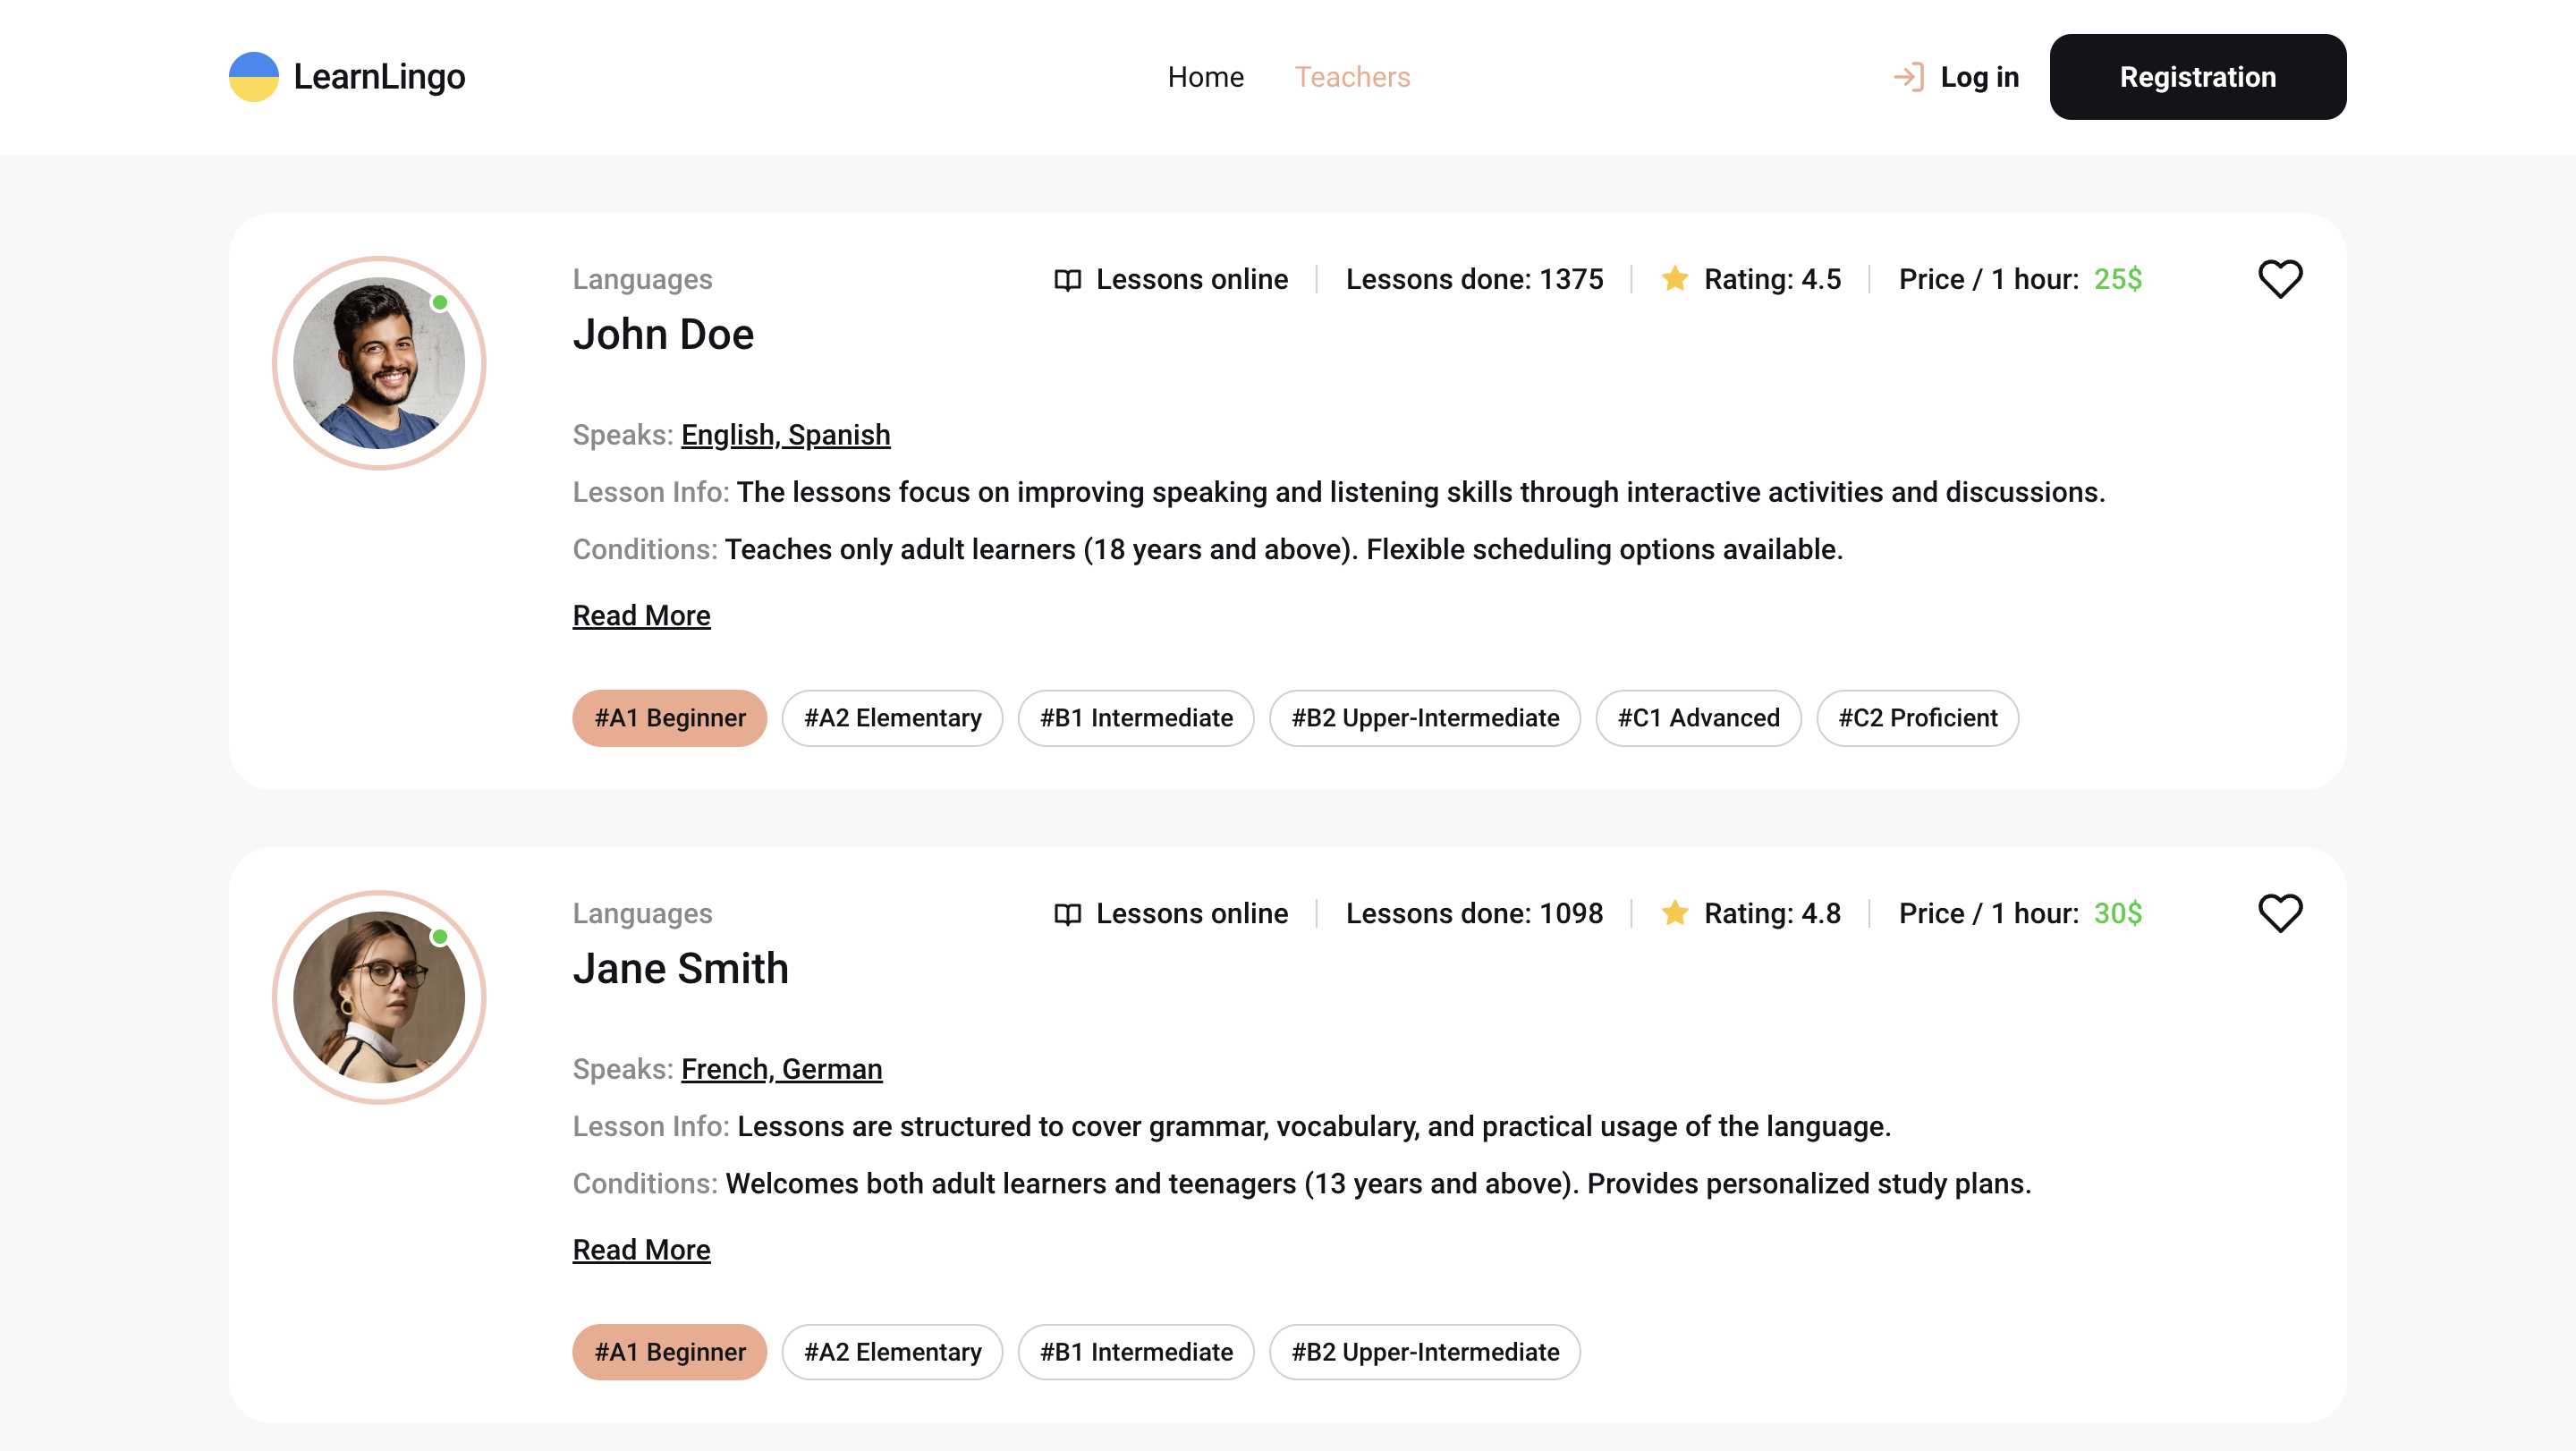 LearnLingo
Home Teachers
Log in Registration
Languages Lessons online Lessons done: 1375 Rating: 4.5 Price / 1 hour: 25$
John Doe
Speaks: English, Spanish
Lesson Info: The lessons focus on improving speaking and listening skills through interactive activities and discussions.
Conditions: Teaches only adult learners (18 years and above). Flexible scheduling options available.
Read More
#A1 Beginner #A2 Elementary #B1 Intermediate #B2 Upper-Intermediate #C1 Advanced #C2 Proficient
Languages Lessons online Lessons done: 1098 Rating: 4.8 Price / 1 hour: 30$
Jane Smith
Speaks: French, German
Lesson Info: Lessons are structured to cover grammar, vocabulary, and practical usage of the language.
Conditions: Welcomes both adult learners and teenagers (13 years and above). Provides personalized study plans.
Read More
#A1 Beginner #A2 Elementary #B1 Intermediate #B2 Upper-Intermediate